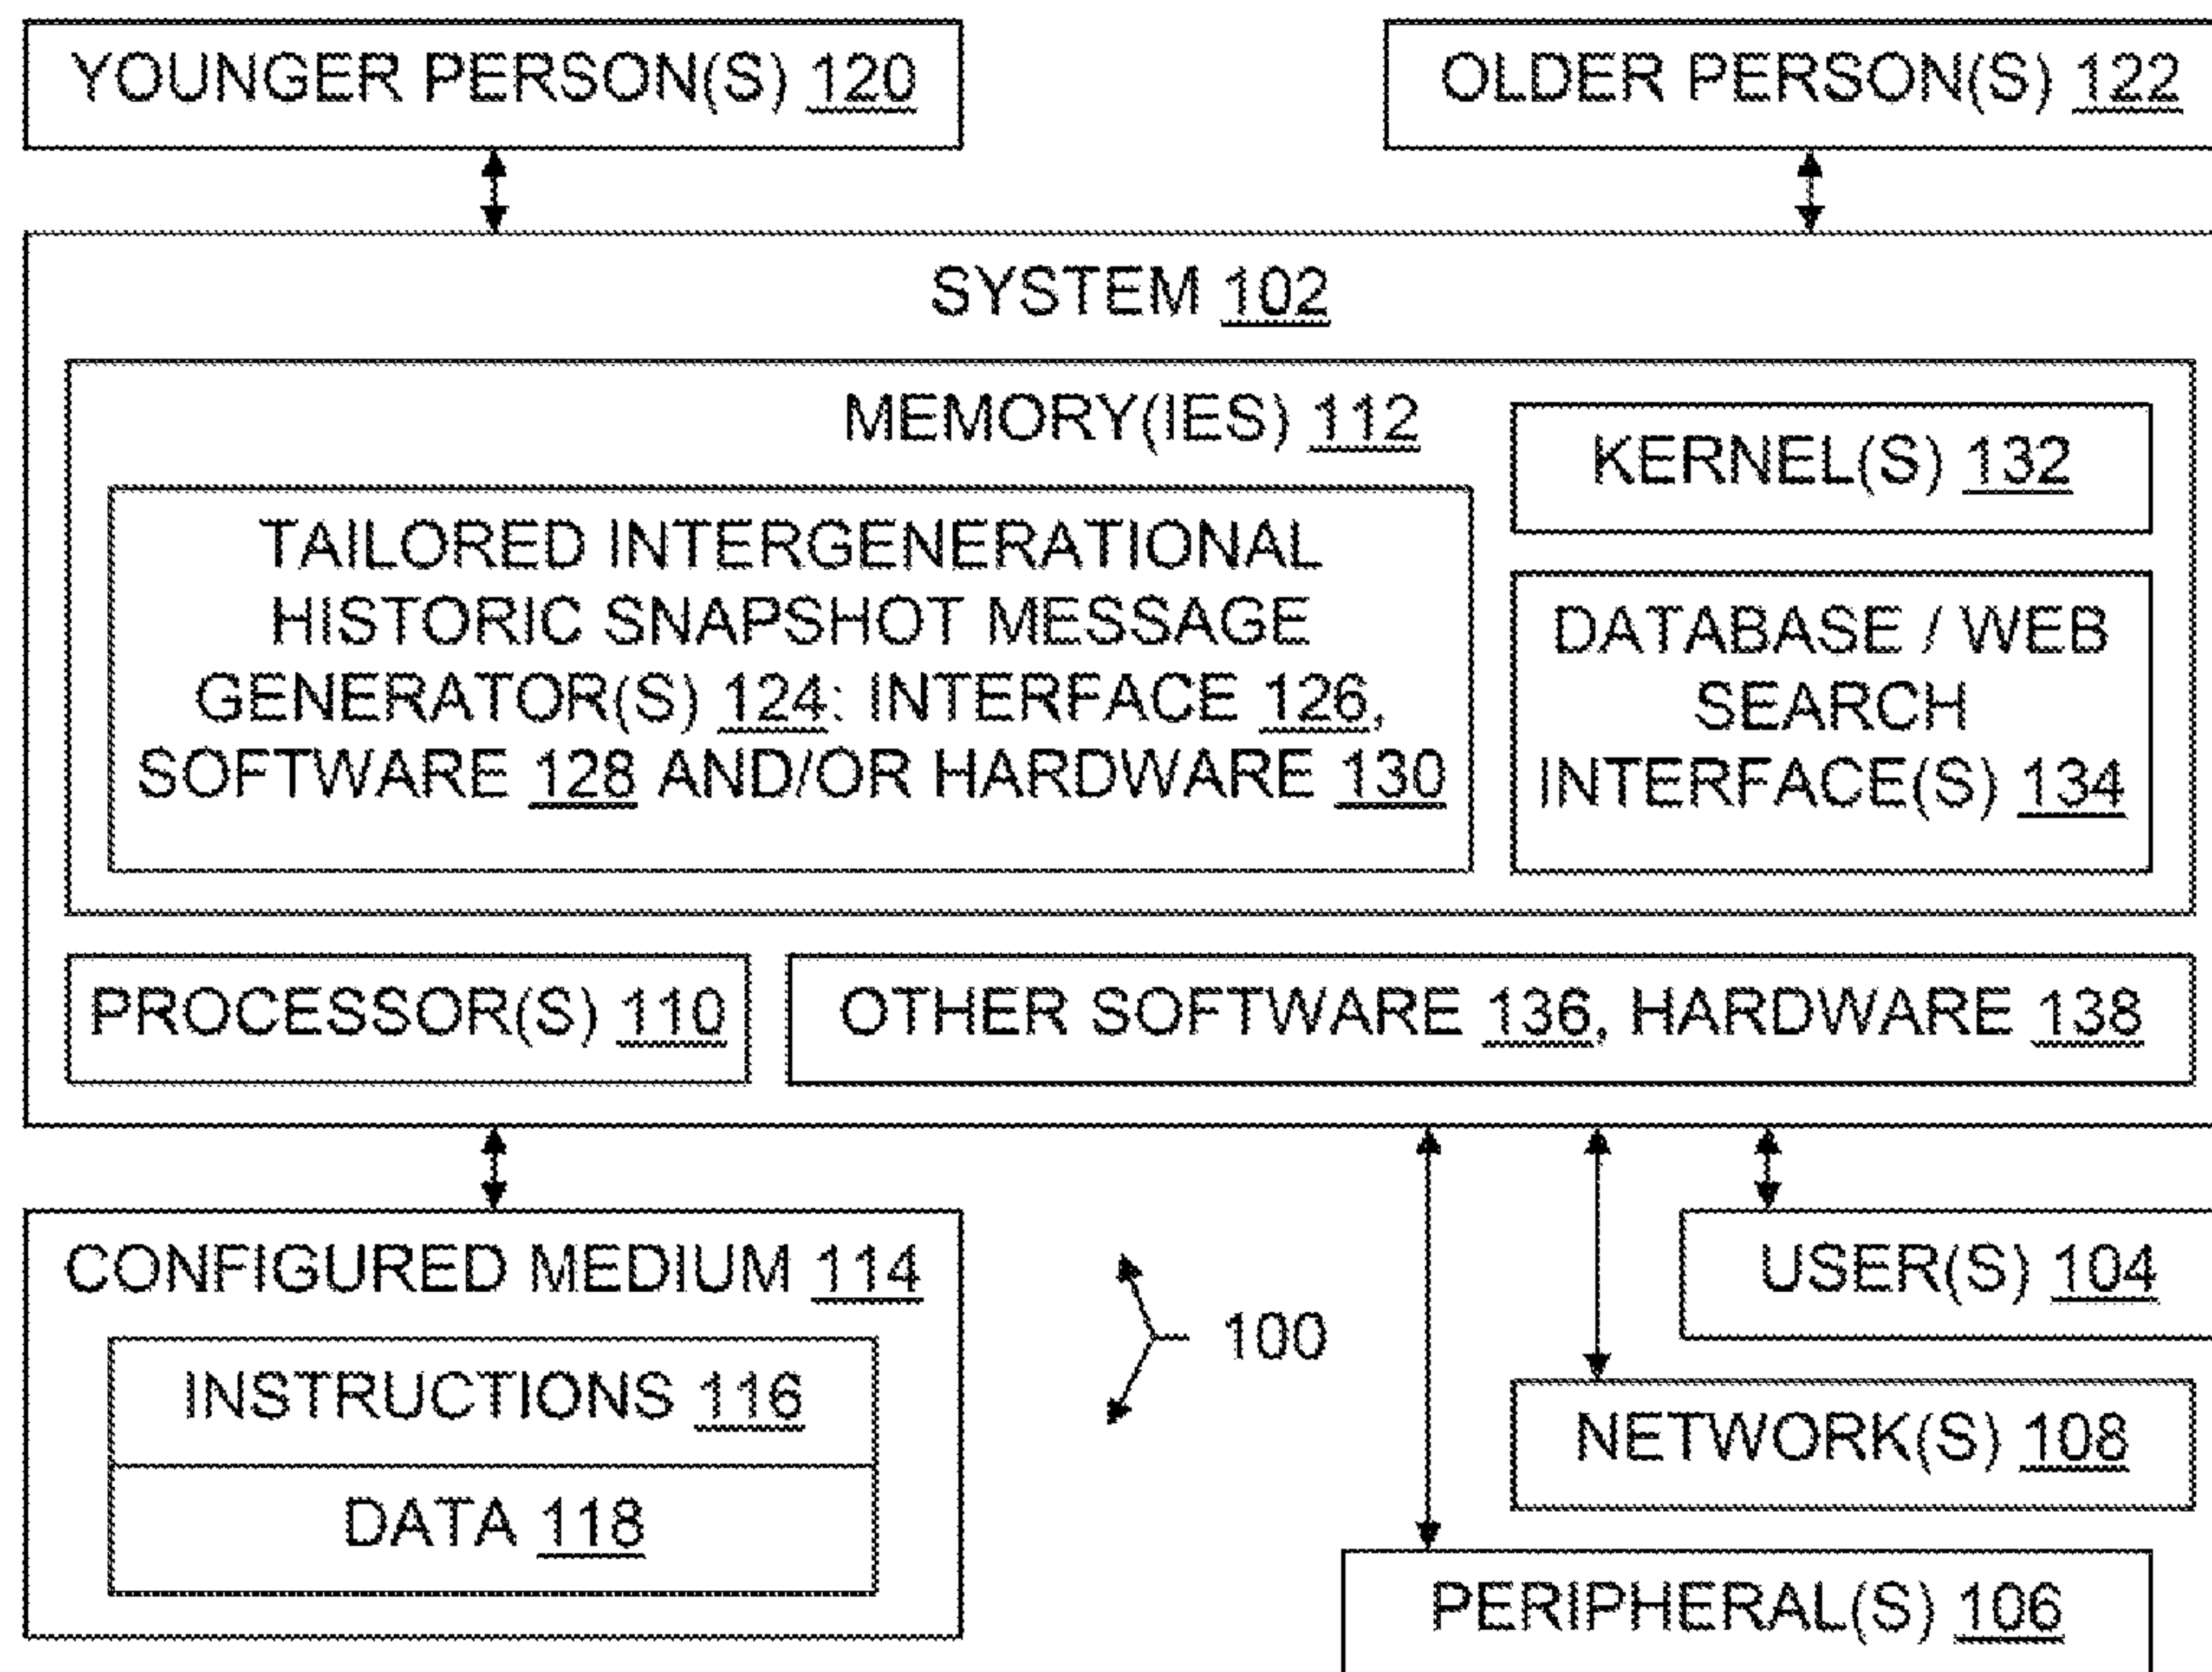 YOUNGER PERSON(S) 120
OLDER PERSON(S) 122
SYSTEM 102
MEMORY(IES) 112
TAILORED INTERGENERATIONAL
HISTORIC SNAPSHOT MESSAGE
GENERATOR(S) 124: INTERFACE 126,
SOFTWARE 128 AND/OR HARDWARE 130
KERNEL(S) 132
DATABASE / WEB
SEARCH
INTERFACE(S) 134
PROCESSOR(S) 110
OTHER SOFTWARE 136, HARDWARE 138
CONFIGURED MEDIUM 114
INSTRUCTIONS 116
DATA 118
100
USER(S) 104
NETWORK(S) 108
PERIPHERAL(S) 106